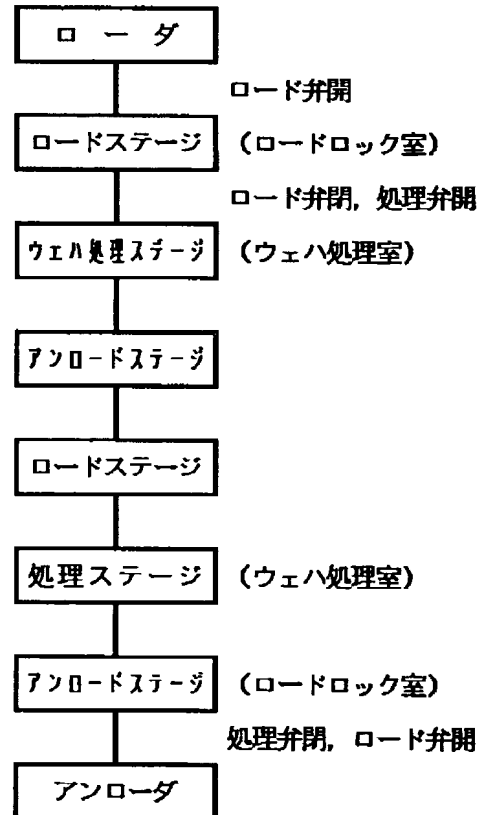 ローダ
ロード弁開
ロードステージ (ロードロック室)
ロード弁閉, 処理弁開
ウェハ処理ステージ (ウェハ処理室)
アンロードステージ
ロードステージ
処理ステージ (ウェハ処理室)
アンロードステージ (ロードロック室)
処理弁閉, ロード弁開
アンローダ